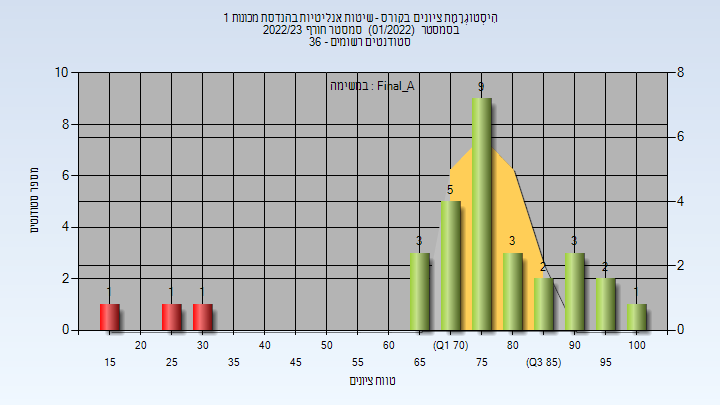 היסטוגרמת ציונים בקורס - שיטות אנליטיות בהנדסת מכונות 1
בסמסטר (01/2022) סמסטר חורף 2022/23
סטודנטים רשומים - 36
במשימה : Final_A
10 8 6 4 2 0
8 6 4 2 0
מספר סטודנטים
1 1 1 3 5 9 3 2 3 2 1
20 30 40 50 60 (Q1 70) 80 90 100
15 25 35 45 55 65 75 (Q3 85) 95
טווח ציונים